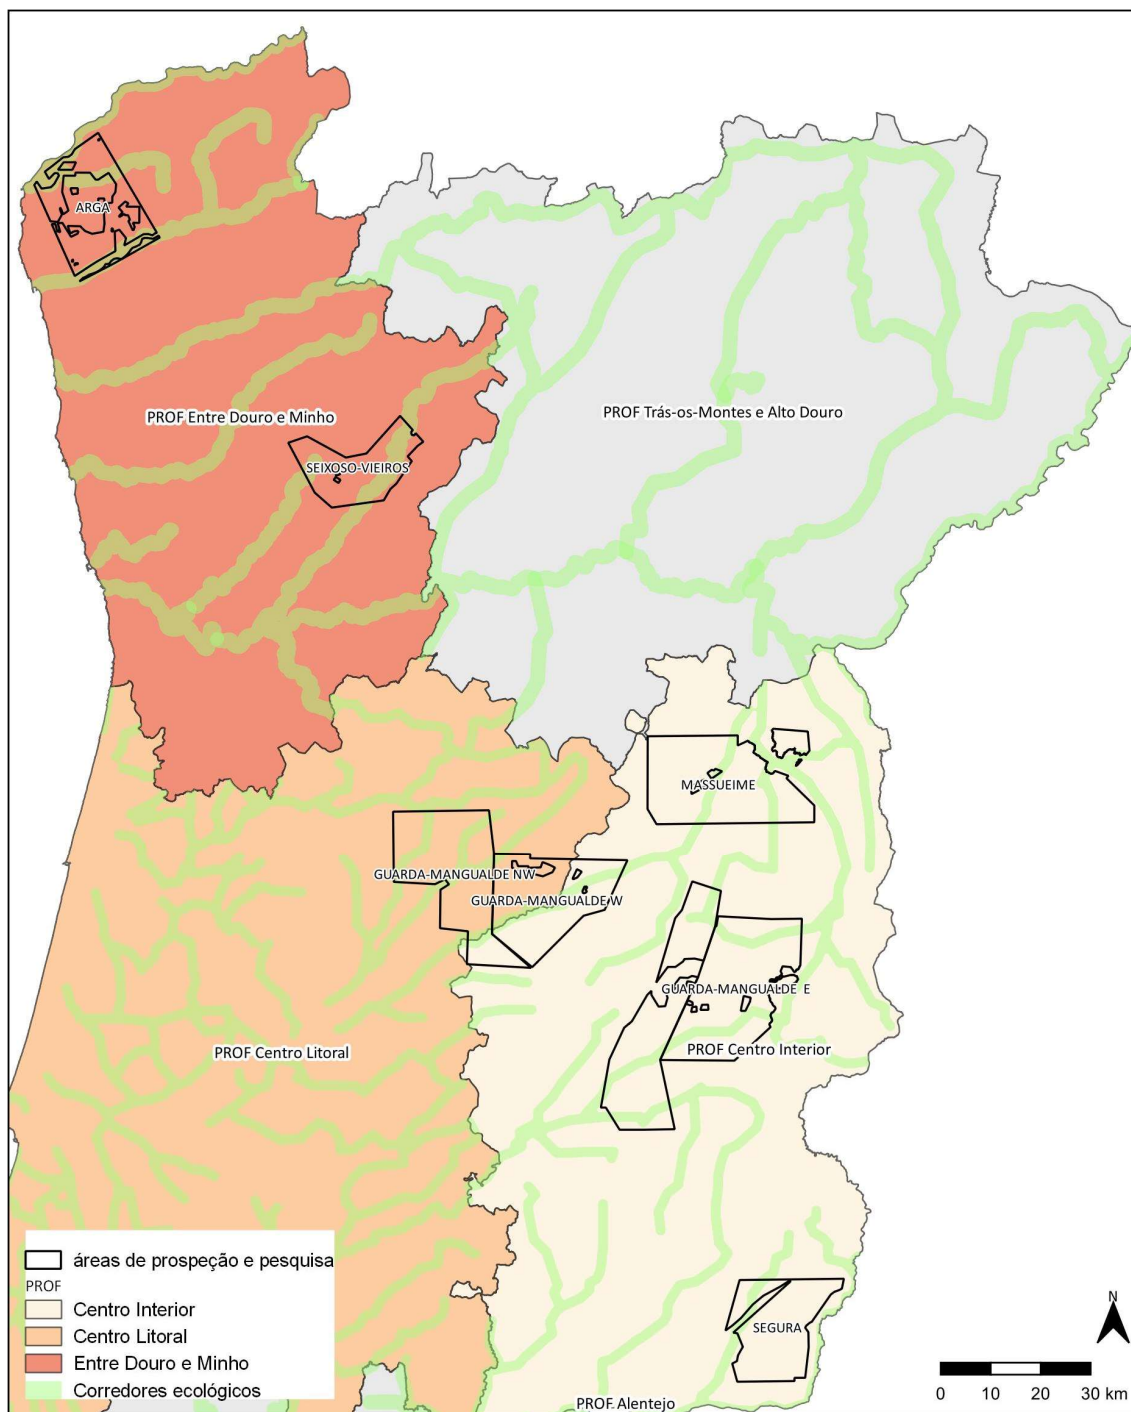 ARGA
PROF Entre Douro e Minho
PROF Trás-os-Montes e Alto Douro
SEIXOSO-VIEIROS
MASSUEIME
GUARDA-MANGUALDE NW
GUARDA-MANGUALDE W
GUARDA-MANGUALDE E
PROF Centro Litoral
PROF Centro Interior
áreas de prospeção e pesquisa
PROF
Centro Interior
Centro Litoral
Entre Douro e Minho
Corredores ecológicos
SEGURA
PROF Alentejo
N
0 10 20 30 km